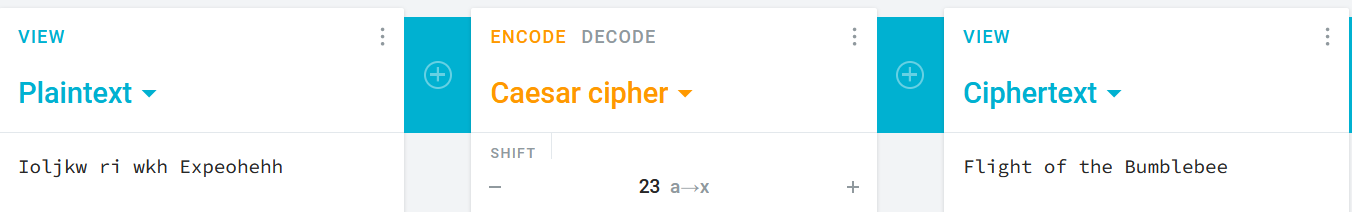 VIEW
Plaintext
Ioljkw ri wkh Expeohehh
ENCODE DECODE
Caesar cipher
SHIFT
− 23 a→x +
VIEW
Ciphertext
Flight of the Bumblebee